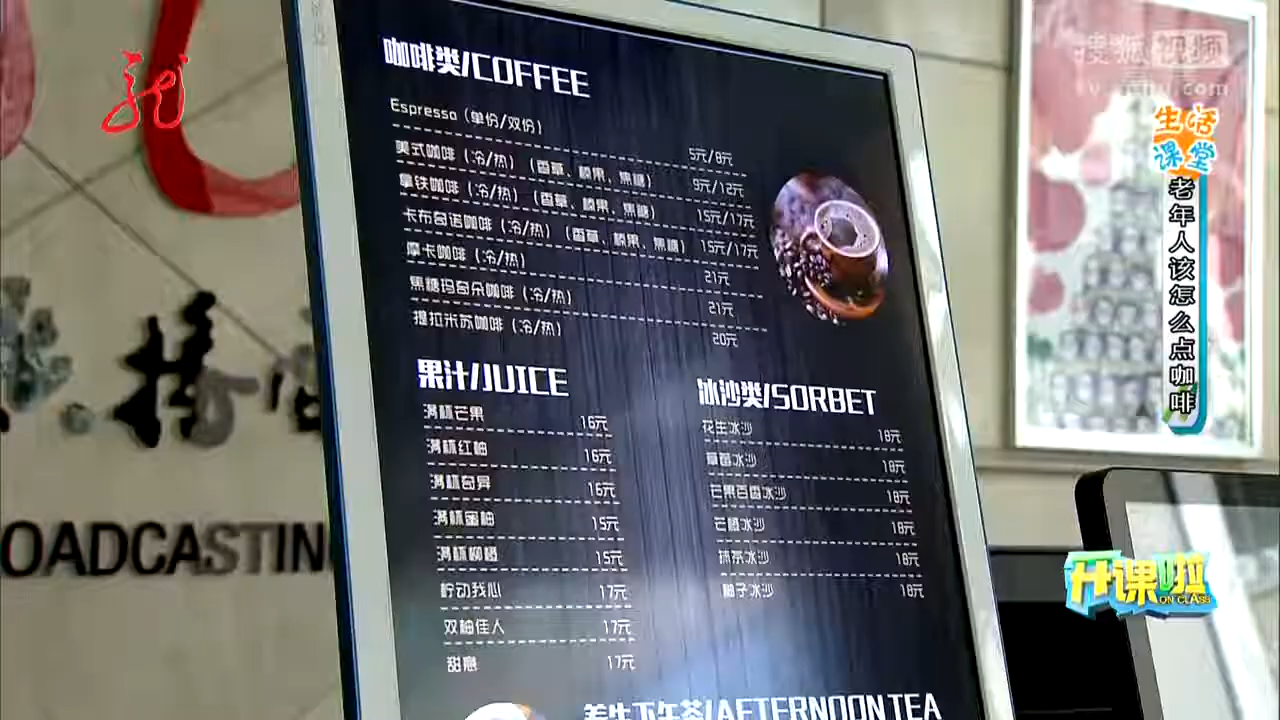 咖啡类/COFFEE
Espresso (单份/双份) 5元/8元
美式咖啡 (冷/热) (香草、榛果、焦糖) 9元/12元
拿铁咖啡 (冷/热) (香草、榛果、焦糖) 15元/17元
卡布奇诺咖啡 (冷/热) (香草、榛果、焦糖) 15元/17元
摩卡咖啡 (冷/热) 21元
焦糖玛奇朵咖啡 (冷/热) 21元
提拉米苏咖啡 (冷/热) 20元
果汁/JUICE
满杯芒果 16元
满杯红柚 16元
满杯奇异 16元
满杯蜜柚 15元
满杯柳橙 15元
柠动我心 17元
双柚佳人 17元
甜 17元
冰沙类/SORBET
花生冰沙 18元
草莓冰沙 18元
芒果百香冰沙 18元
芒橙冰沙 18元
抹茶冰沙 18元
柚子冰沙 18元
养生下午茶/AFTERNOON TEA
OADCASTIN
搜狐视频
tv.sohu.com
生活课堂
老年人该怎么点咖啡
开课啦
ON CLASS